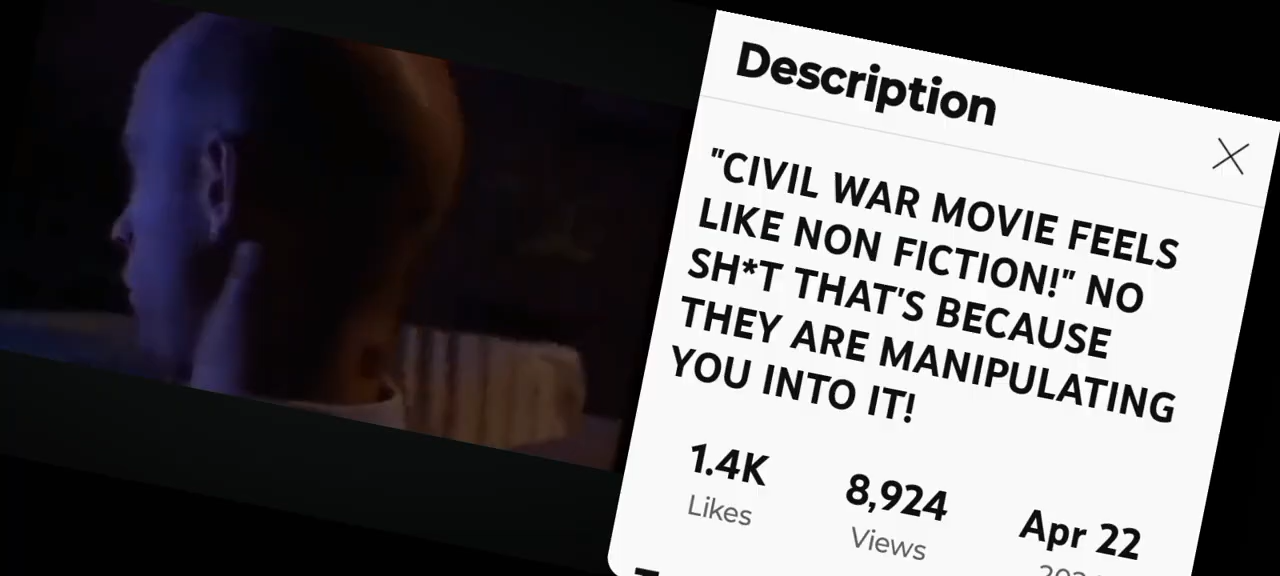 Description
"CIVIL WAR MOVIE FEELS
LIKE NON FICTION!" NO
SH*T THAT'S BECAUSE
THEY ARE MANIPULATING
YOU INTO IT!
1.4K
Likes
8,924
Views
Apr 22